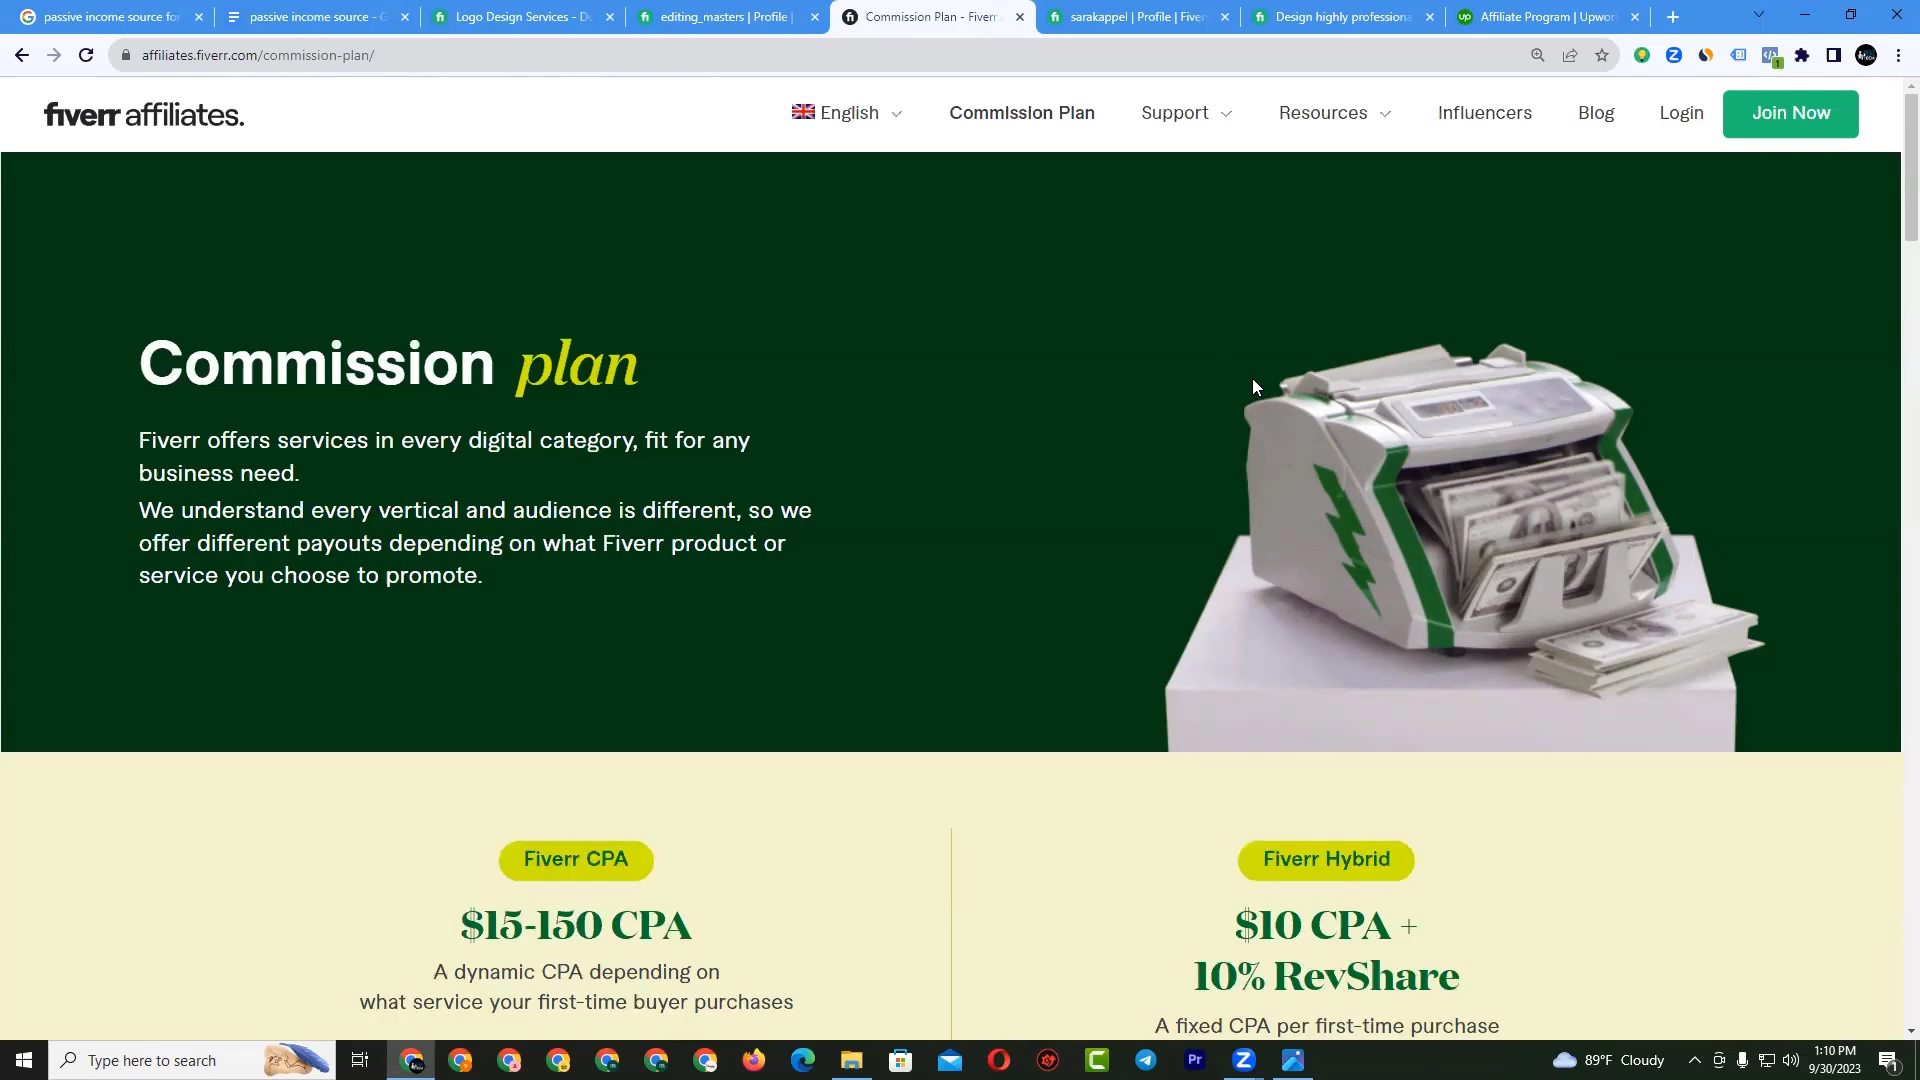 passive income source for
passive income source - G
Logo Design Services - De
editing_masters | Profile |
Commission Plan - Fiverr
sarakappel | Profile | Fiver
Design highly professiona
Affiliate Program | Upwor
affiliates.fiverr.com/commission-plan/
fiverr affiliates.
English
Commission Plan
Support
Resources
Influencers
Blog
Login
Join Now
Commission plan
Fiverr offers services in every digital category, fit for any
business need.
We understand every vertical and audience is different, so we
offer different payouts depending on what Fiverr product or
service you choose to promote.
Fiverr CPA
$15-150 CPA
A dynamic CPA depending on
what service your first-time buyer purchases
Fiverr Hybrid
$10 CPA +
10% RevShare
A fixed CPA per first-time purchase
Type here to search
89°F Cloudy
1:10 PM
9/30/2023